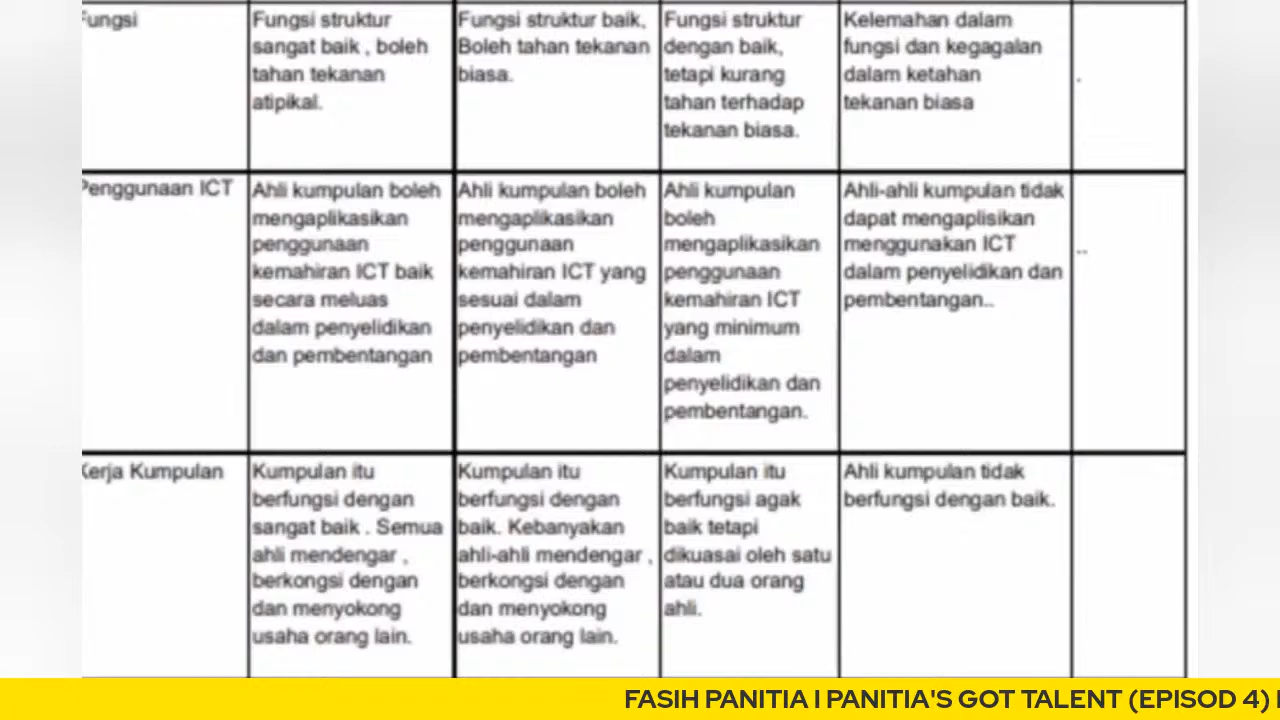 Fungsi
Fungsi struktur
sangat baik , boleh
tahan tekanan
atipikal.
Fungsi struktur baik,
Boleh tahan tekanan
biasa.
Fungsi struktur
dengan baik,
tetapi kurang
tahan terhadap
tekanan biasa.
Kelemahan dalam
fungsi dan kegagalan
dalam ketahan
tekanan biasa
.
Penggunaan ICT
Ahli kumpulan boleh
mengaplikasikan
penggunaan
kemahiran ICT baik
secara meluas
dalam penyelidikan
dan pembentangan
Ahli kumpulan boleh
mengaplikasikan
penggunaan
kemahiran ICT yang
sesuai dalam
penyelidikan dan
pembentangan
Ahli kumpulan
boleh
mengaplikasikan
penggunaan
kemahiran ICT
yang minimum
dalam
penyelidikan dan
pembentangan.
Ahli-ahli kumpulan tidak
dapat mengaplisikan
menggunakan ICT
dalam penyelidikan dan
pembentangan..
..
Kerja Kumpulan
Kumpulan itu
berfungsi dengan
sangat baik . Semua
ahli mendengar ,
berkongsi dengan
dan menyokong
usaha orang lain.
Kumpulan itu
berfungsi dengan
baik. Kebanyakan
ahli-ahli mendengar ,
berkongsi dengan
dan menyokong
usaha orang lain.
Kumpulan itu
berfungsi agak
baik tetapi
dikuasai oleh satu
atau dua orang
ahli.
Ahli kumpulan tidak
berfungsi dengan baik.
FASIH PANITIA I PANITIA'S GOT TALENT (EPISOD 4)